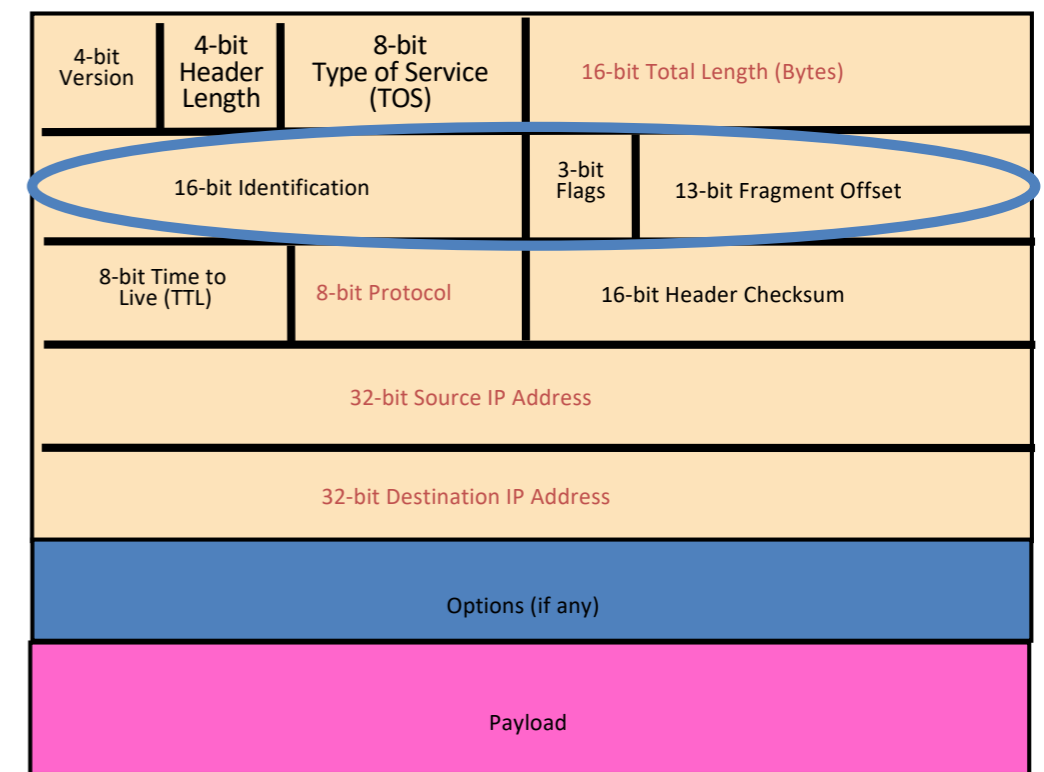 4-bit
Version
4-bit
Header
Length
8-bit
Type of Service
(TOS)
16-bit Total Length (Bytes)
16-bit Identification
3-bit
Flags
13-bit Fragment Offset
8-bit Time to
Live (TTL)
8-bit Protocol
16-bit Header Checksum
32-bit Source IP Address
32-bit Destination IP Address
Options (if any)
Payload